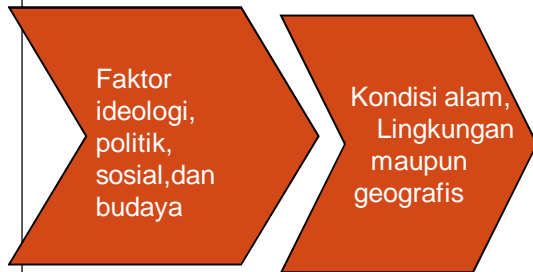 Faktor
ideologi,
politik,
sosial,dan
budaya
Kondisi alam,
Lingkungan
maupun
geografis